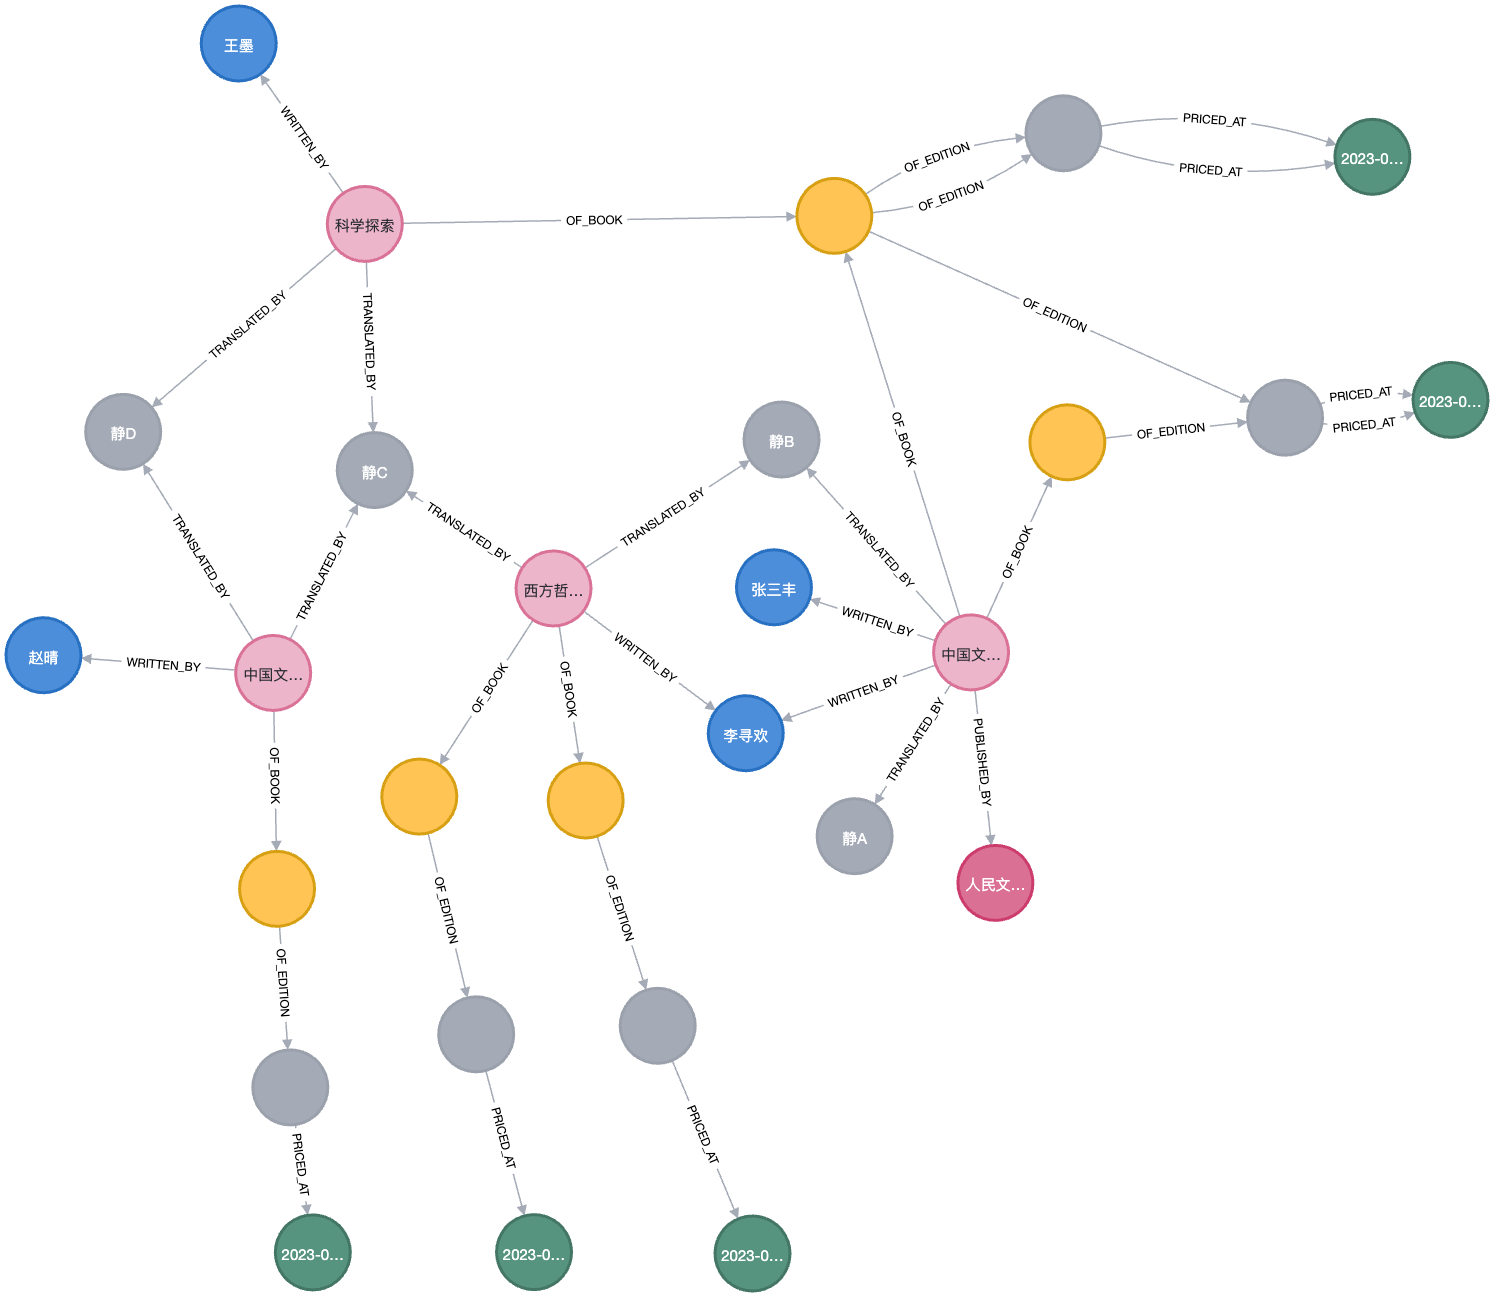 王墨
WRITTEN_BY
科学探索
OF_BOOK
OF_EDITION
OF_EDITION
PRICED_AT
PRICED_AT
2023-0...
TRANSLATED_BY
TRANSLATED_BY
OF_EDITION
静D
静C
静B
OF_BOOK
OF_EDITION
PRICED_AT
PRICED_AT
2023-0...
TRANSLATED_BY
TRANSLATED_BY
TRANSLATED_BY
TRANSLATED_BY
TRANSLATED_BY
OF_BOOK
西方哲...
张三丰
WRITTEN_BY
赵晴
WRITTEN_BY
中国文...
WRITTEN_BY
WRITTEN_BY
中国文...
OF_BOOK
OF_BOOK
李寻欢
TRANSLATED_BY
PUBLISHED_BY
OF_BOOK
静A
人民文...
OF_EDITION
OF_EDITION
OF_EDITION
PRICED_AT
PRICED_AT
PRICED_AT
2023-0...
2023-0...
2023-0...